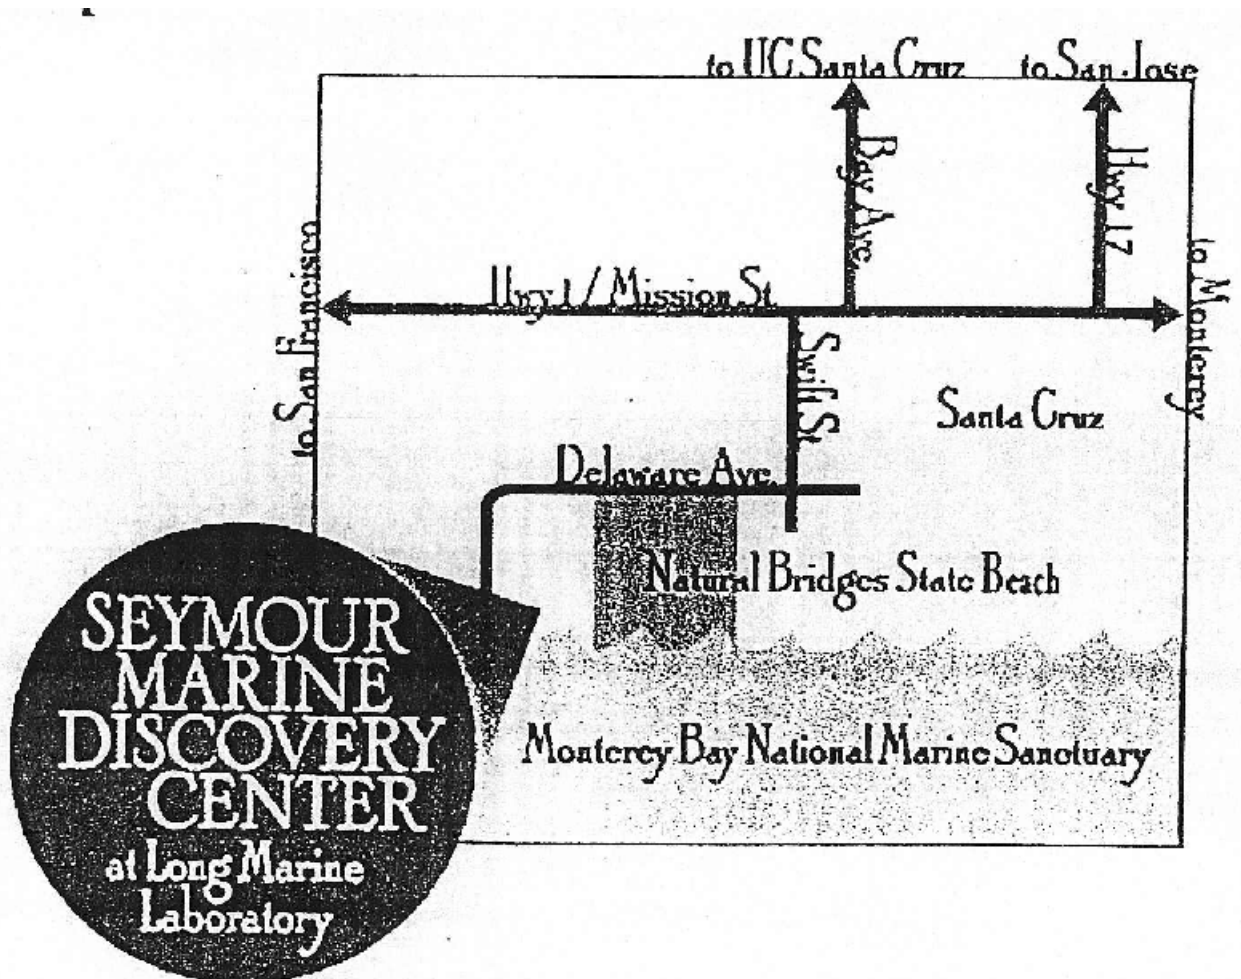 to UC Santa Cruz
to San Jose
Bay Ave.
Hwy 17
to San Francisco
Hwy 1 / Mission St
to Monterey
Swift St
Santa Cruz
Delaware Ave.
Natural Bridges State Beach
SEYMOUR
MARINE
DISCOVERY
CENTER
at Long Marine
Laboratory
Monterey Bay National Marine Sanctuary